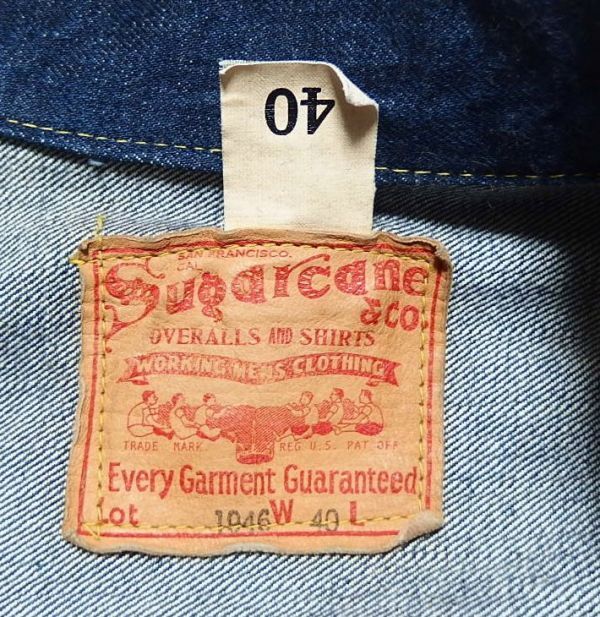 40
SAN FRANCISCO.
CAL.
Sugarcane
& CO
OVERALLS AND SHIRTS
WORKING MENS CLOTHING
TRADE MARK REG U.S. PAT OFF
Every Garment Guaranteed
Lot 1946 W 40 L